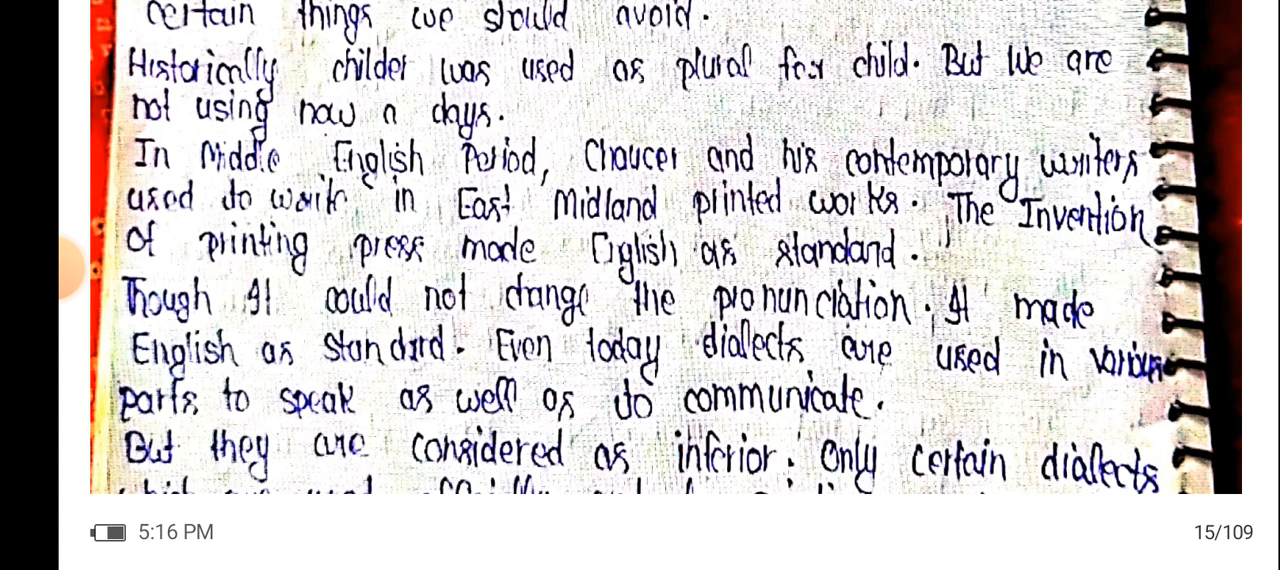 certain things we should avoid.
Historically childer was used as plural for child. But We are
not using now a days.
In Middle English Period, Chaucer and his contemporary writers
used to write in East Midland printed works. The Invention
Of printing press made English as standard.
Though It could not change the pronunciation. It made
English as standard. Even today dialects are used in various
parts to speak as well as to communicate.
But they are considered as inferior. Only certain dialects
5:16 PM
15/109